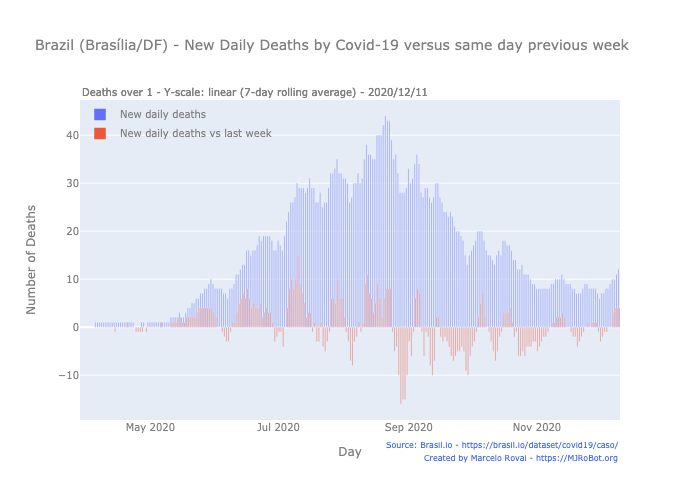 Brazil (Brasília/DF) - New Daily Deaths by Covid-19 versus same day previous week
Deaths over 1 - Y-scale: linear (7-day rolling average) - 2020/12/11
New daily deaths
New daily deaths vs last week
Number of Deaths
40
30
20
10
0
−10
May 2020
Jul 2020
Sep 2020
Nov 2020
Day
Source: Brasil.io - https://brasil.io/dataset/covid19/caso/
Created by Marcelo Rovai - https://MJRoBot.org